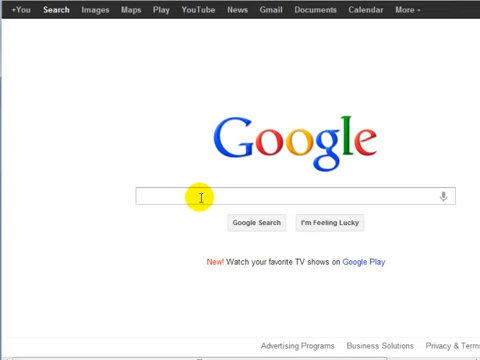 +You Search Images Maps Play YouTube News Gmail Documents Calendar More
Google
Google Search I'm Feeling Lucky
New! Watch your favorite TV shows on Google Play
Advertising Programs Business Solutions Privacy & Terms